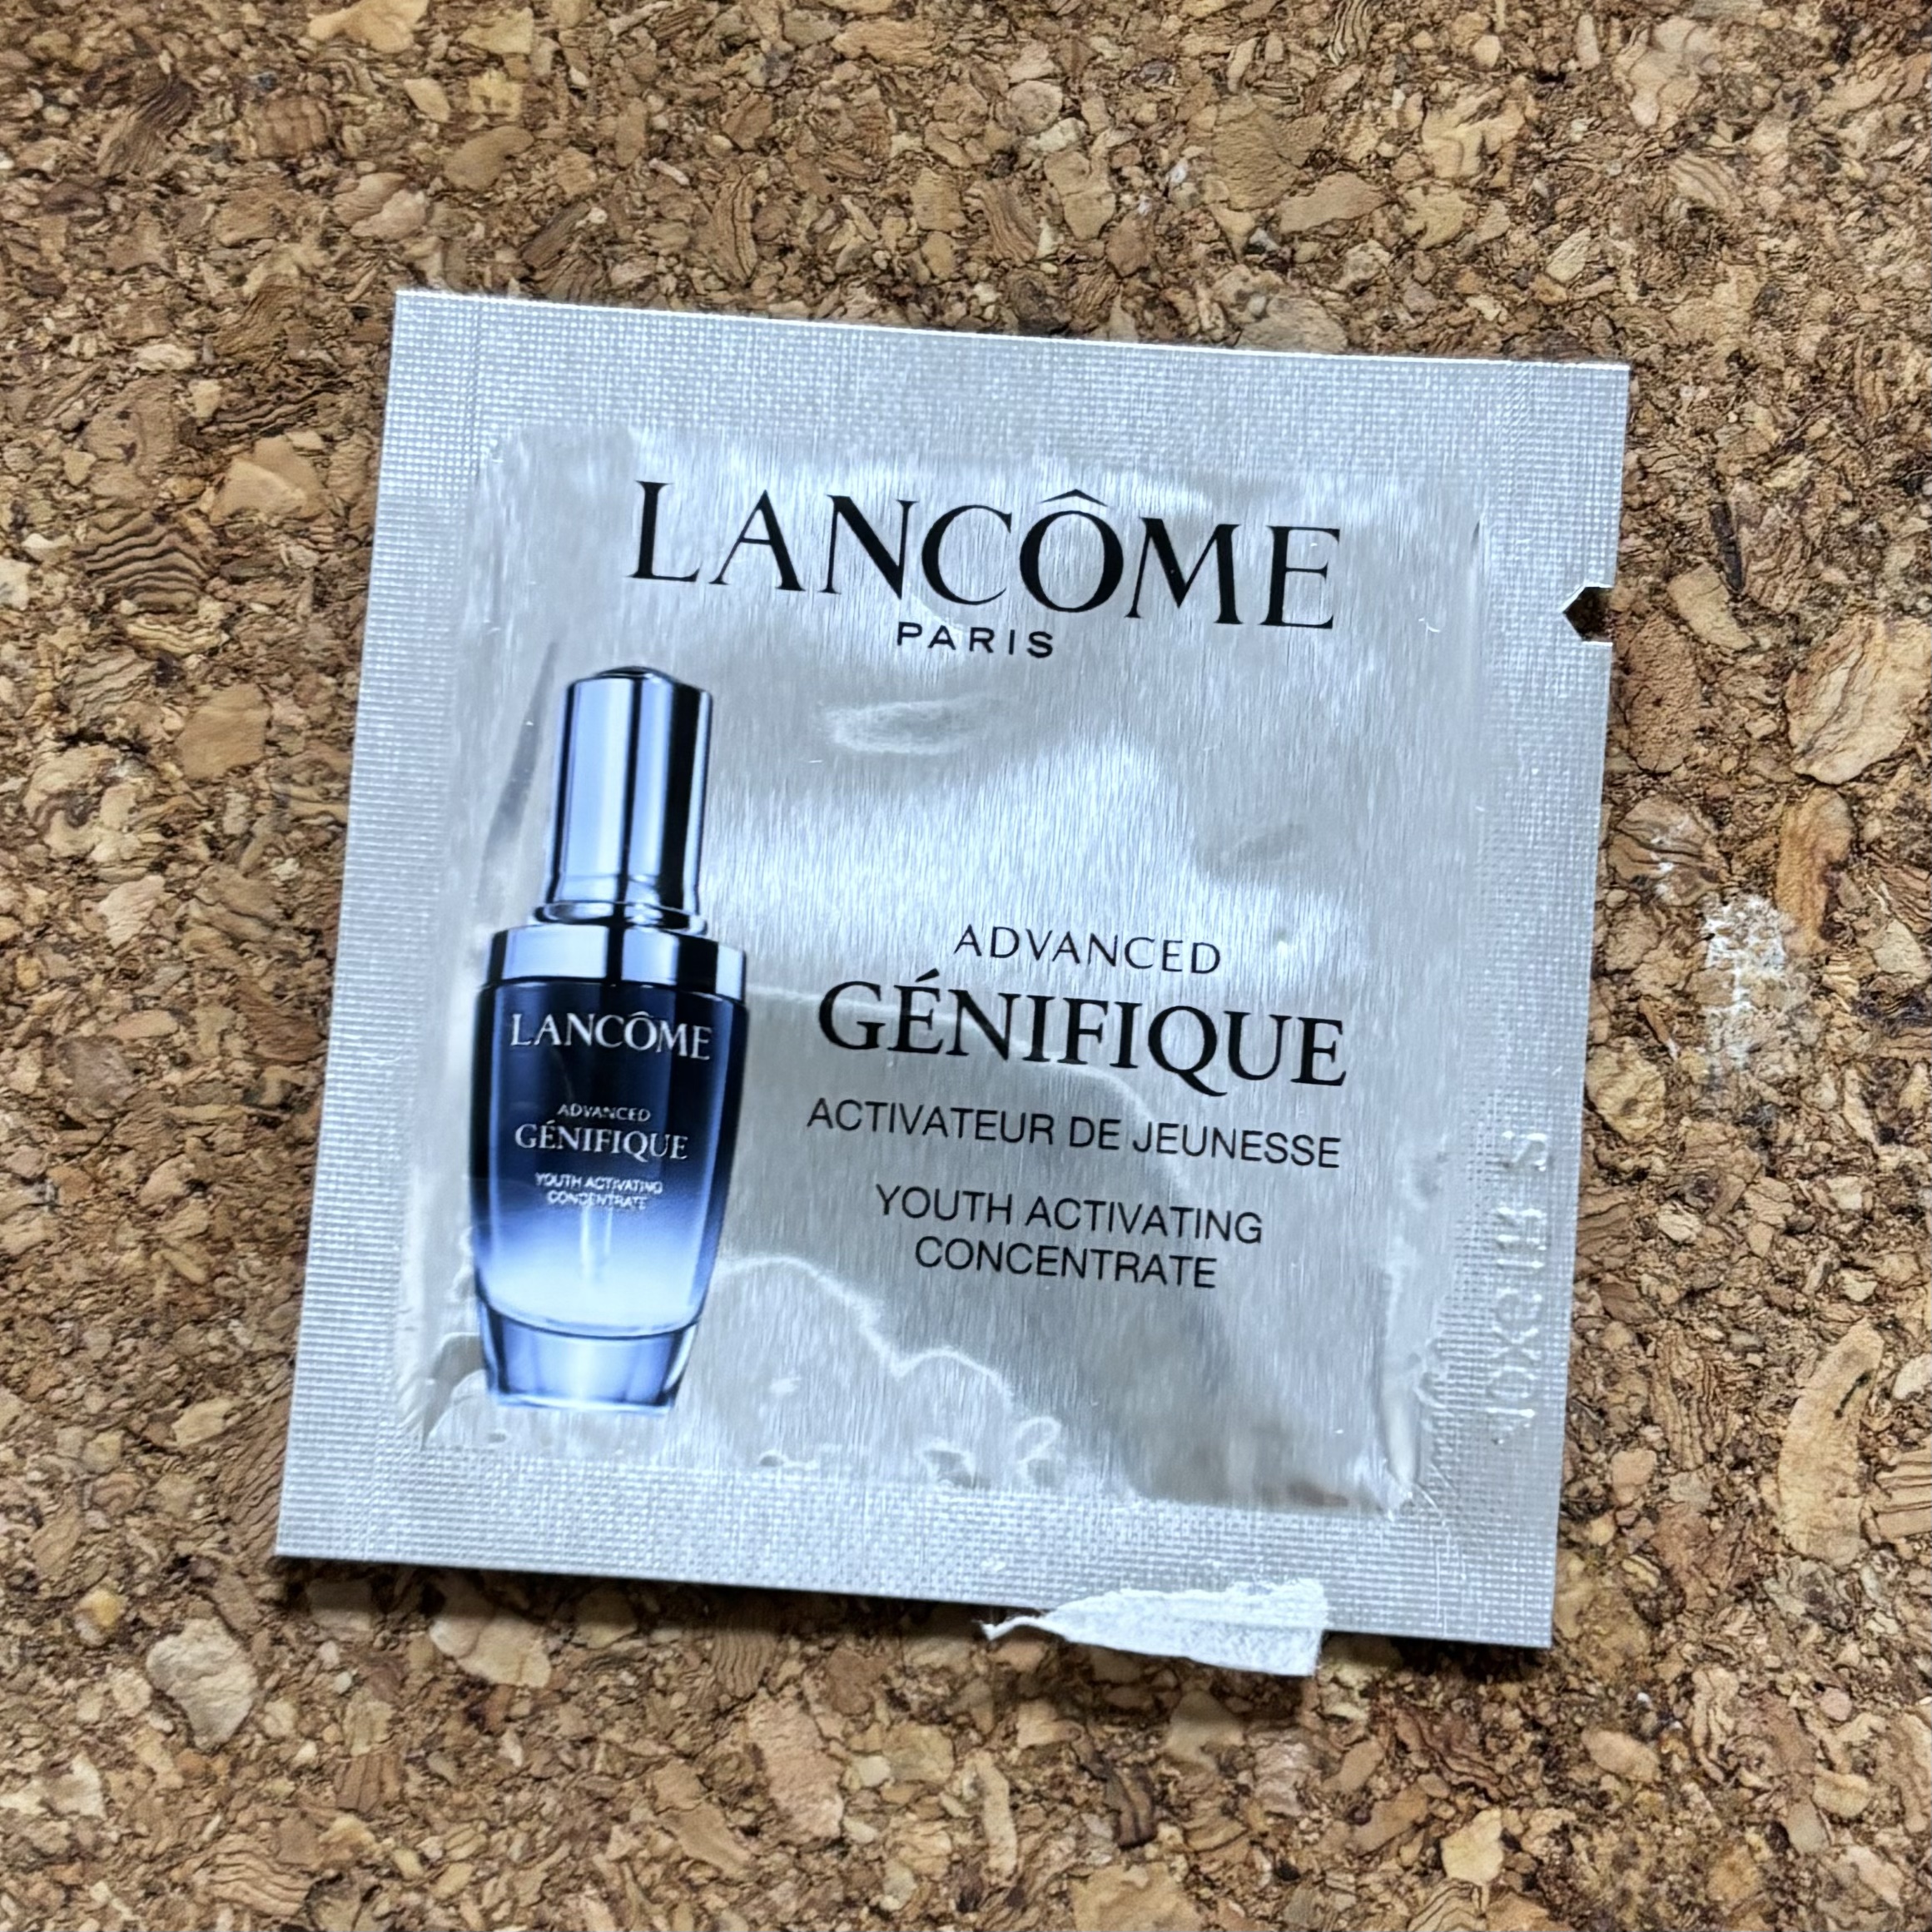 LANCÔME
PARIS
ADVANCED
GÉNIFIQUE
ACTIVATEUR DE JEUNESSE
YOUTH ACTIVATING
CONCENTRATE
LANCÔME
ADVANCED
GÉNIFIQUE
YOUTH ACTIVATING
CONCENTRATE